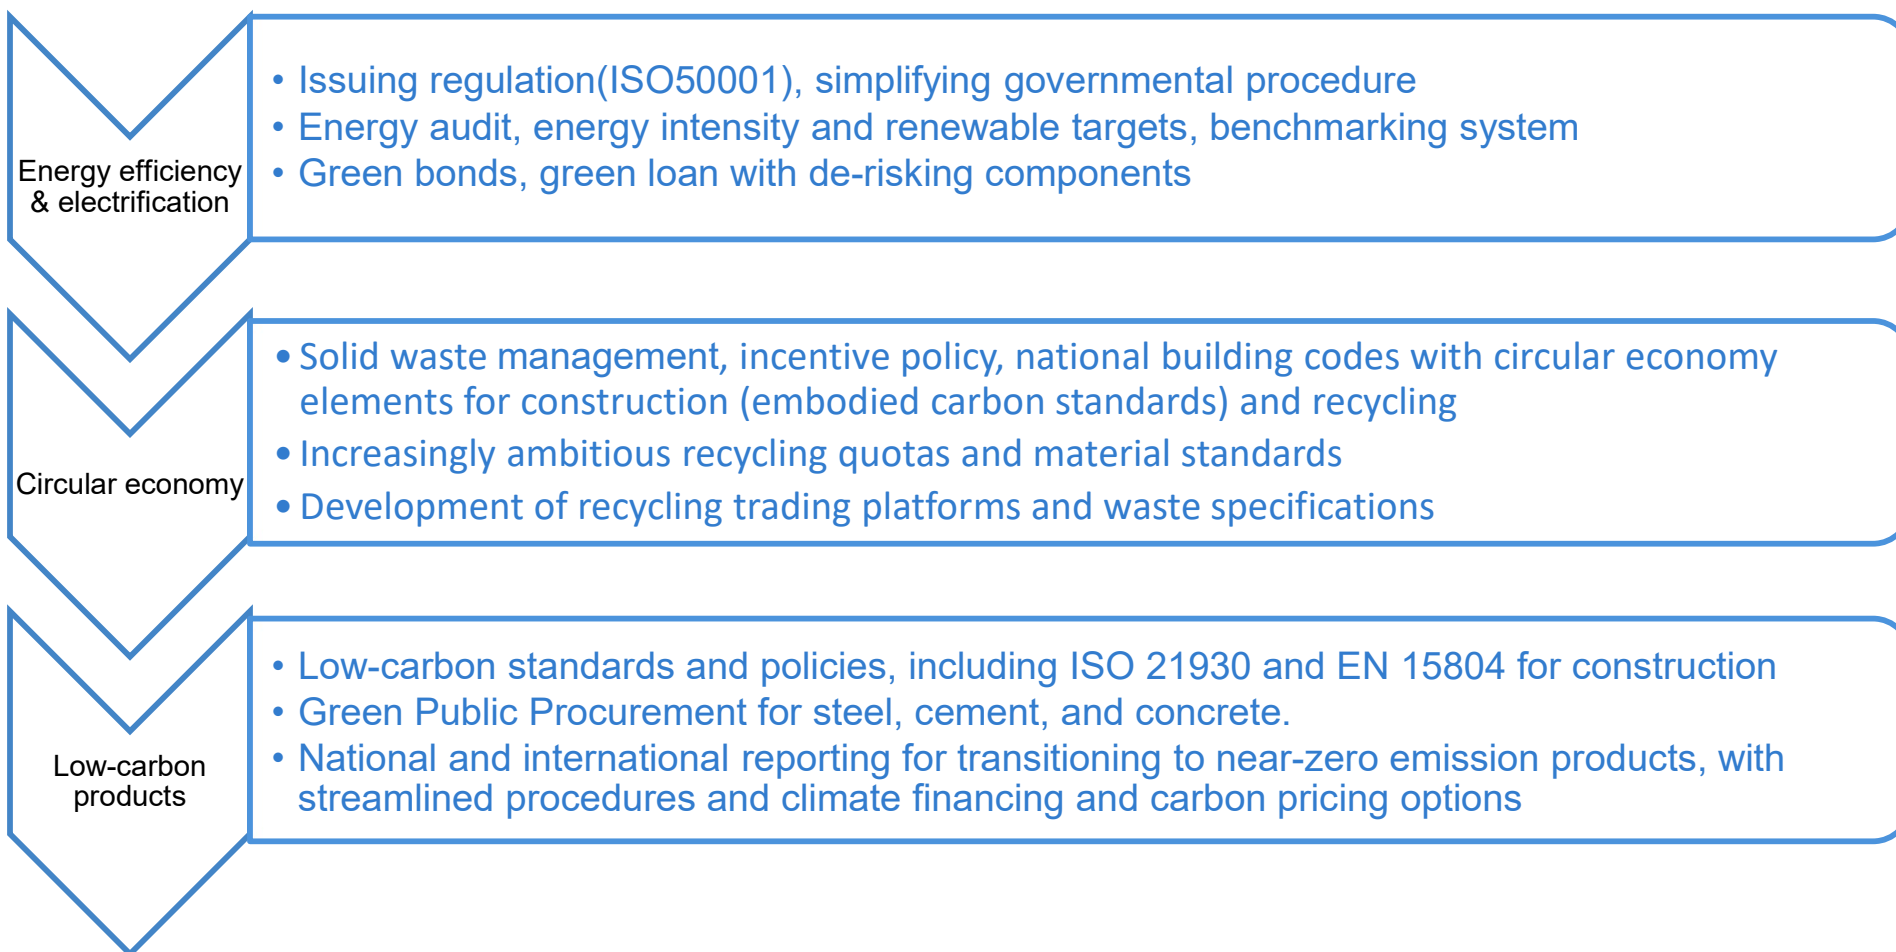 Energy efficiency
& electrification
• Issuing regulation(ISO50001), simplifying governmental procedure
• Energy audit, energy intensity and renewable targets, benchmarking system
• Green bonds, green loan with de-risking components
Circular economy
• Solid waste management, incentive policy, national building codes with circular economy
elements for construction (embodied carbon standards) and recycling
• Increasingly ambitious recycling quotas and material standards
• Development of recycling trading platforms and waste specifications
Low-carbon
products
• Low-carbon standards and policies, including ISO 21930 and EN 15804 for construction
• Green Public Procurement for steel, cement, and concrete.
• National and international reporting for transitioning to near-zero emission products, with
streamlined procedures and climate financing and carbon pricing options